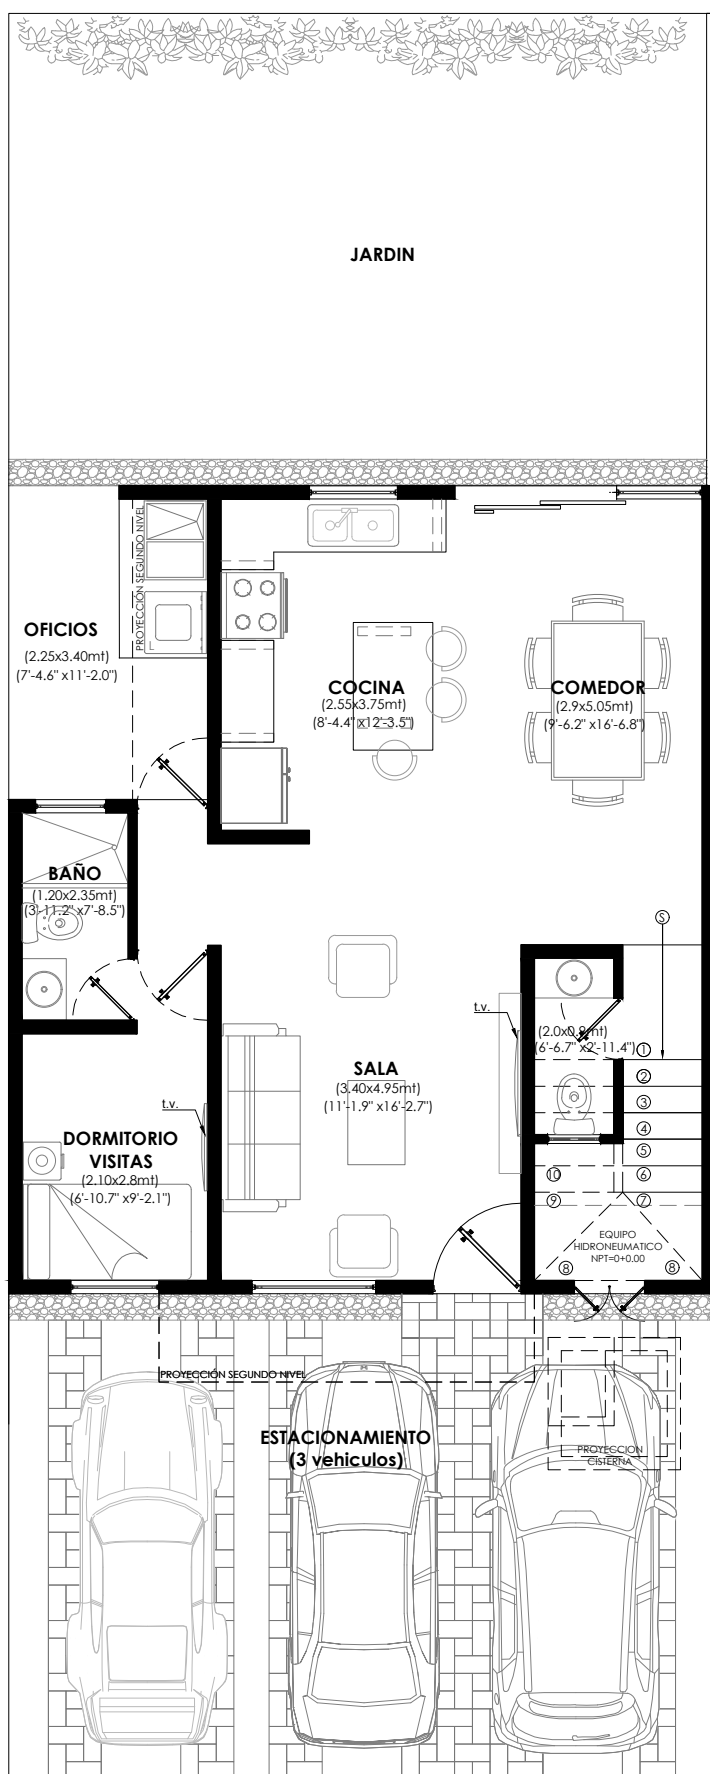 JARDIN
PROYECCIÓN SEGUNDO NIVEL
OFICIOS
(2.25x3.40mt)
(7'-4.6" x11'-2.0")
COCINA
(2.55x3.75mt)
(8'-4.4" x12'-3.5")
COMEDOR
(2.9x5.05mt)
(9'-6.2" x16'-6.8")
BAÑO
(1.20x2.35mt)
(3'-11.2" x7'-8.5")
S
t.v.
(2.0x0.9mt)
(6'-6.7" x2'-11.4")
1
2
3
4
5
6
7
8
8
9
10
SALA
(3.40x4.95mt)
(11'-1.9" x16'-2.7")
t.v.
DORMITORIO
VISITAS
(2.10x2.8mt)
(6'-10.7" x9'-2.1")
EQUIPO
HIDRONEUMATICO
NPT=0+0.00
PROYECCIÓN SEGUNDO NIVEL
ESTACIONAMIENTO
(3 vehiculos)
PROYECCION
CISTERNA